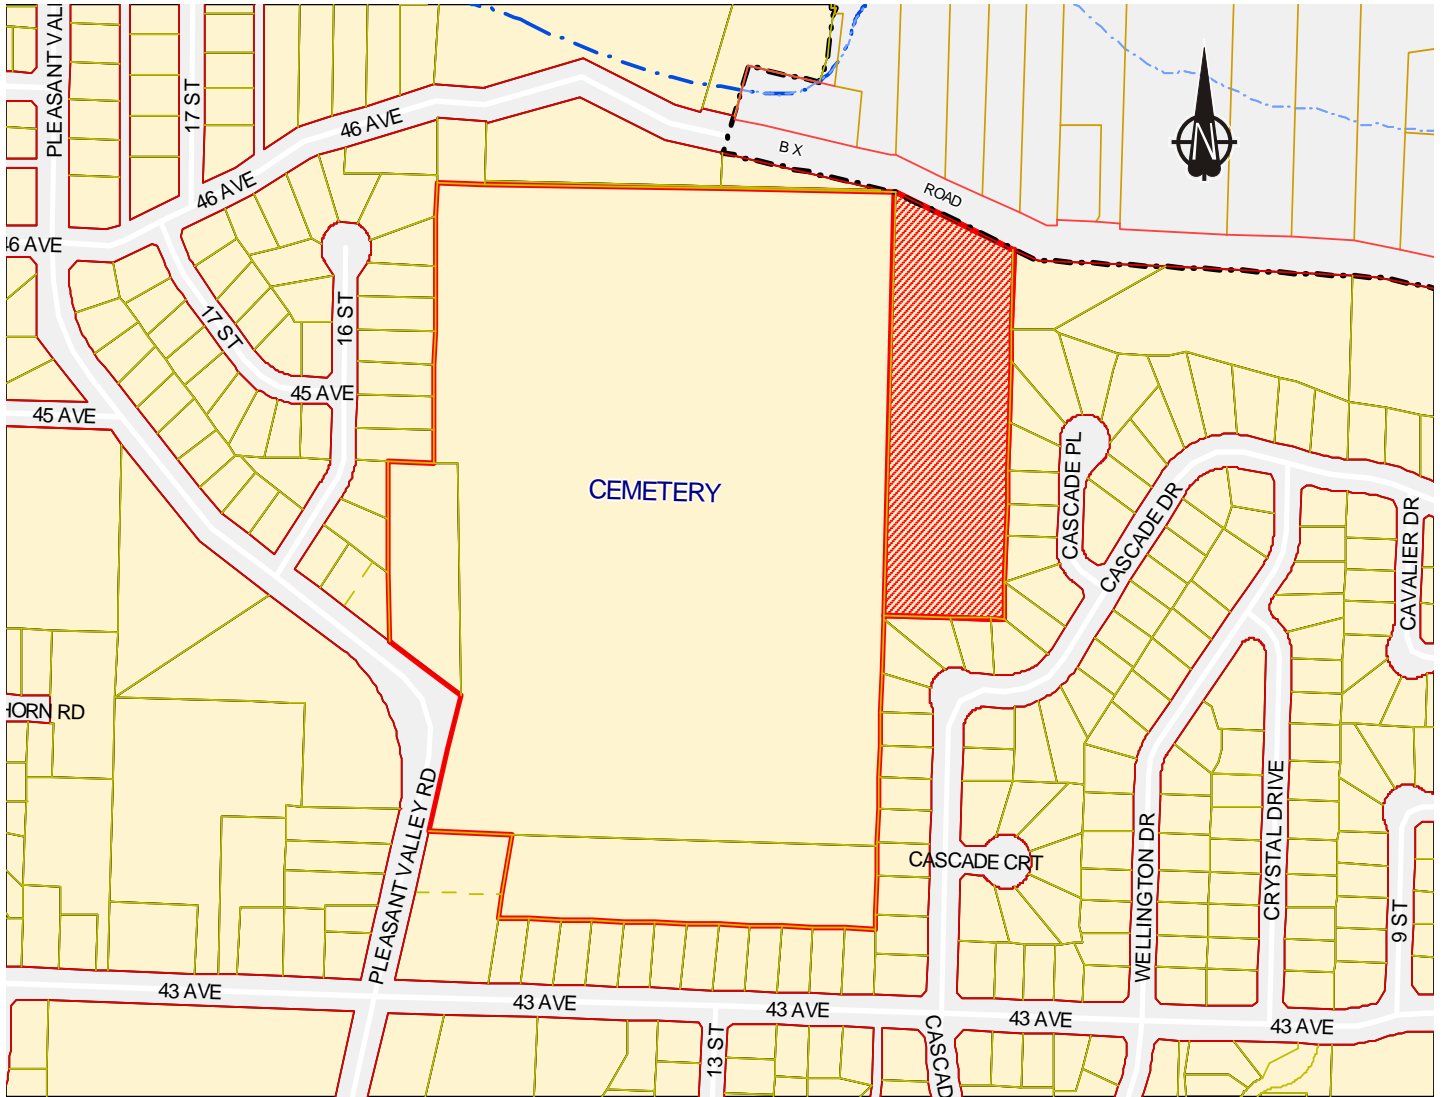 PLEASANT VAL
17 ST
46 AVE
B X
ROAD
N
46 AVE
46 AVE
17 ST
16 ST
45 AVE
45 AVE
CEMETERY
CASCADE PL
CASCADE DR
CAVALIER DR
HORN RD
PLEASANT VALLEY RD
CASCADE CRT
WELLINGTON DR
CRYSTAL DRIVE
9 ST
43 AVE
43 AVE
43 AVE
43 AVE
43 AVE
13 ST
CASCAD